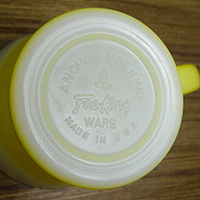 ANCHOR HOCKING
Fire-King
WARE
MADE IN U.S.A